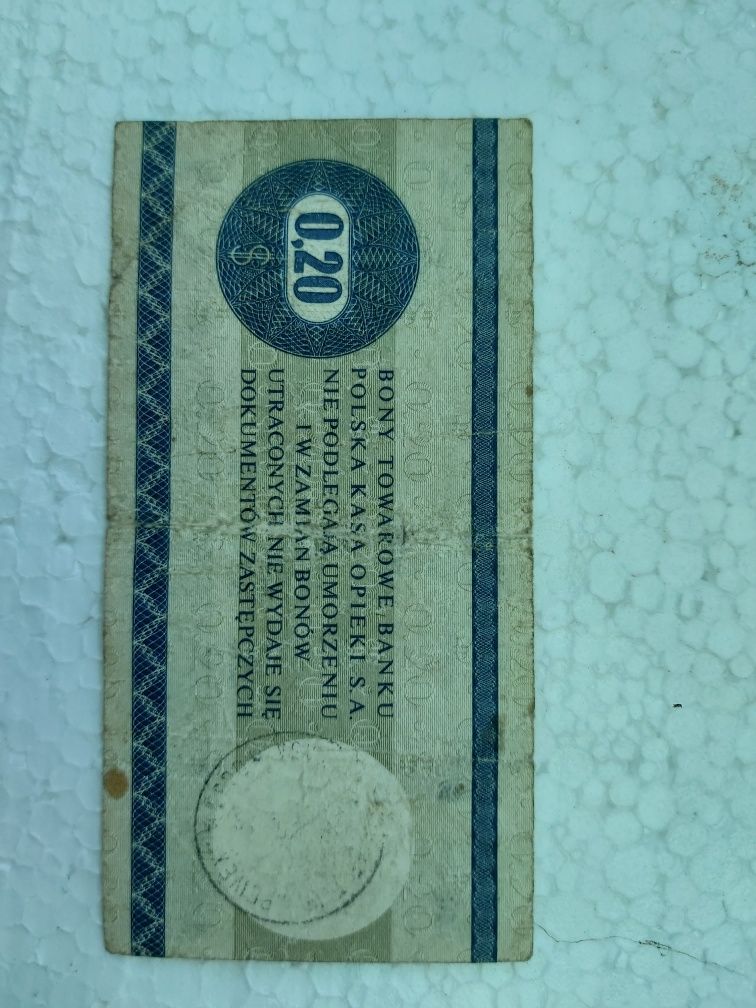 0,20
$
BONY TOWAROWE BANKU
POLSKA KASA OPIEKI S.A.
NIE PODLEGAJĄ UMORZENIU
I W ZAMIAN BONÓW
UTRACONYCH NIE WYDAJE SIĘ
DOKUMENTÓW ZASTĘPCZYCH